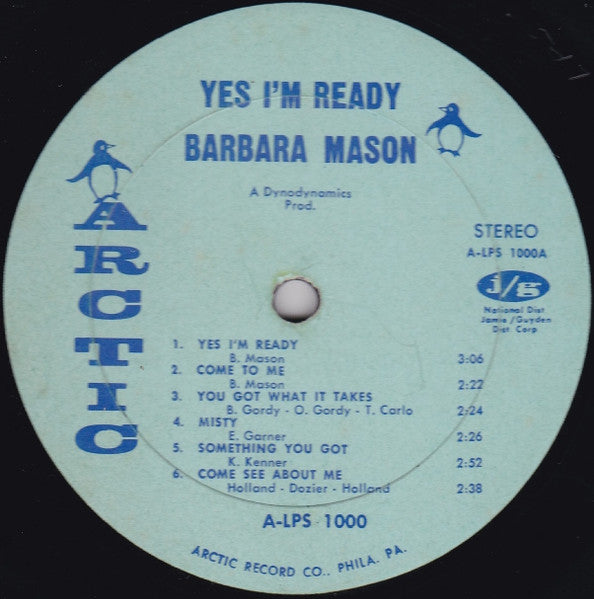 YES I'M READY
BARBARA MASON
A Dynodynamics
Prod.
ARCTIC
STEREO
A-LPS 1000A
j/g
National Dist.
Jamie/Guyden
Dist. Corp
1. YES I'M READY
B. Mason 3:06
2. COME TO ME
B. Mason 2:22
3. YOU GOT WHAT IT TAKES
B. Gordy - O. Gordy - T. Carlo 2:24
4. MISTY
E. Garner 2:26
5. SOMETHING YOU GOT
K. Kenner 2:52
6. COME SEE ABOUT ME
Holland - Dozier - Holland 2:38
A-LPS 1000
ARCTIC RECORD CO., PHILA. PA.